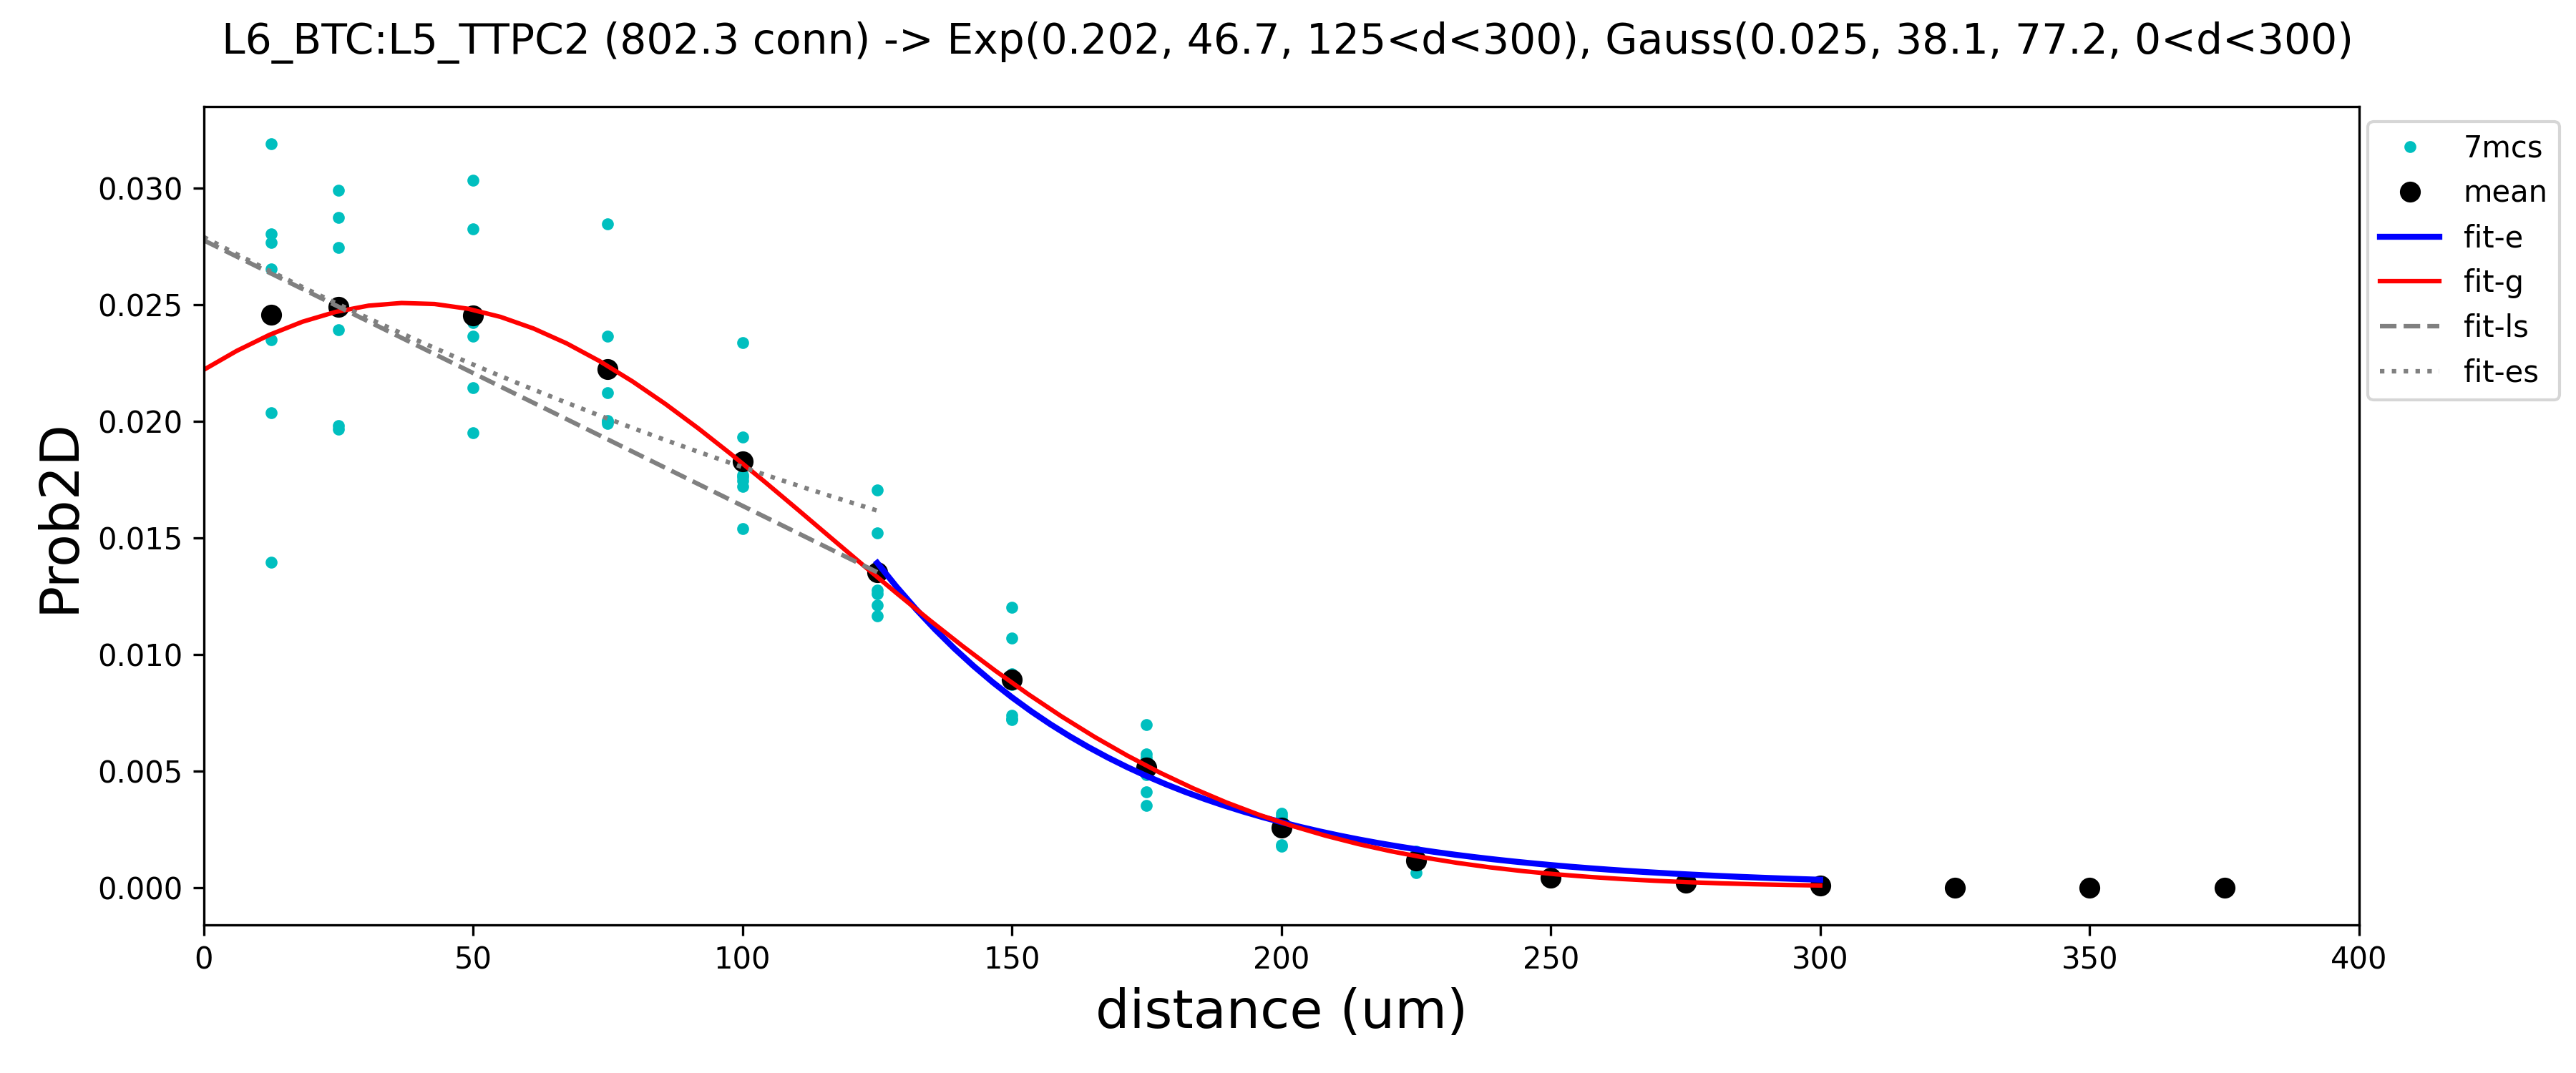 L6_BTC:L5_TTPC2 (802.3 conn) -> Exp(0.202, 46.7, 125<d<300), Gauss(0.025, 38.1, 77.2, 0<d<300)
7mcs
mean
fit-e
fit-g
fit-ls
fit-es
Prob2D
0.030
0.025
0.020
0.015
0.010
0.005
0.000
0 50 100 150 200 250 300 350 400
distance (um)